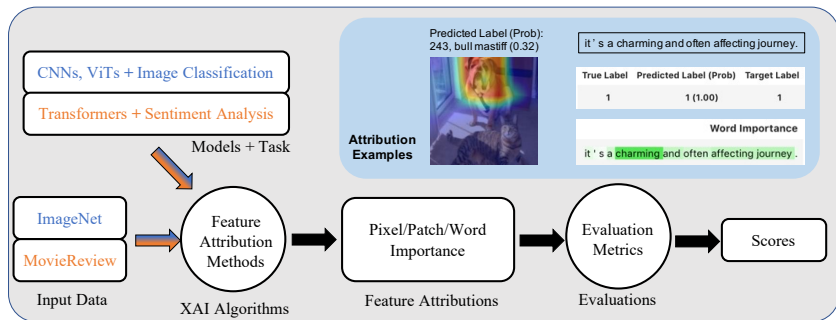 CNNs, ViTs + Image Classification
Transformers + Sentiment Analysis
Models + Task
Predicted Label (Prob):
243, bull mastiff (0.32)
Attribution
Examples
it ' s a charming and often affecting journey.
True Label Predicted Label (Prob) Target Label
1 1 (1.00) 1
Word Importance
it ' s a charming and often affecting journey .
ImageNet
MovieReview
Input Data
Feature
Attribution
Methods
XAI Algorithms
Pixel/Patch/Word
Importance
Feature Attributions
Evaluation
Metrics
Evaluations
Scores